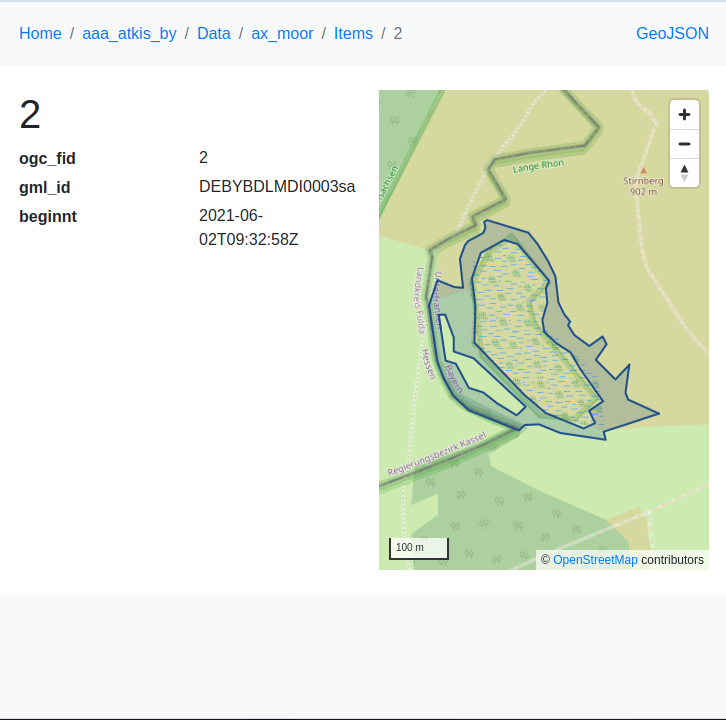 Home / aaa_atkis_by / Data / ax_moor / Items / 2
GeoJSON
2
ogc_fid 2
gml_id DEBYBDLMDI0003sa
beginnt 2021-06-
02T09:32:58Z
Lange Rhön
Stirnberg
902 m
Landkreis Fulda
Unterfranken
Hessen
Bayern
Regierungsbezirk Kassel
100 m
© OpenStreetMap contributors